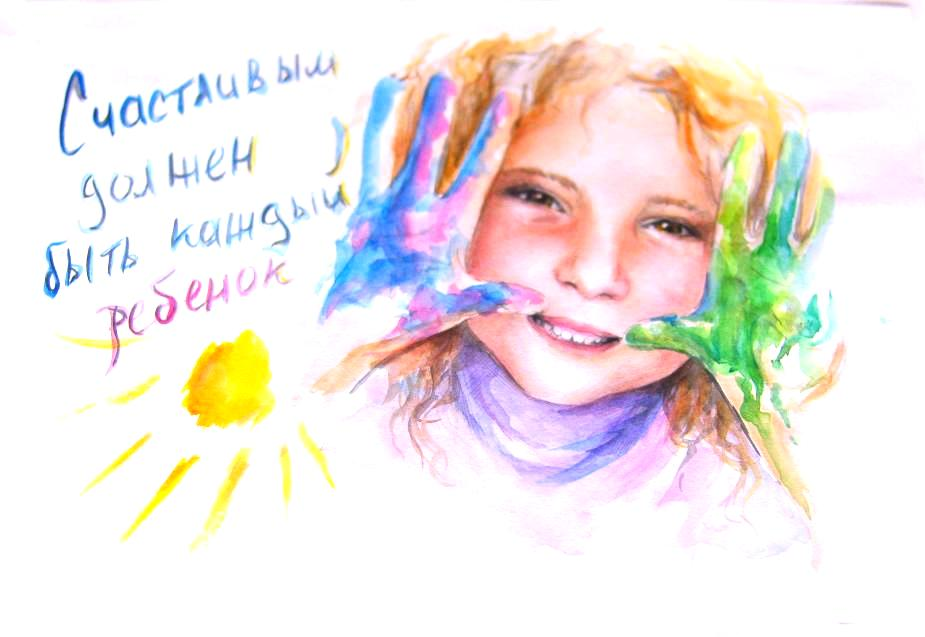 Счастливым
должен
быть каждый
ребенок